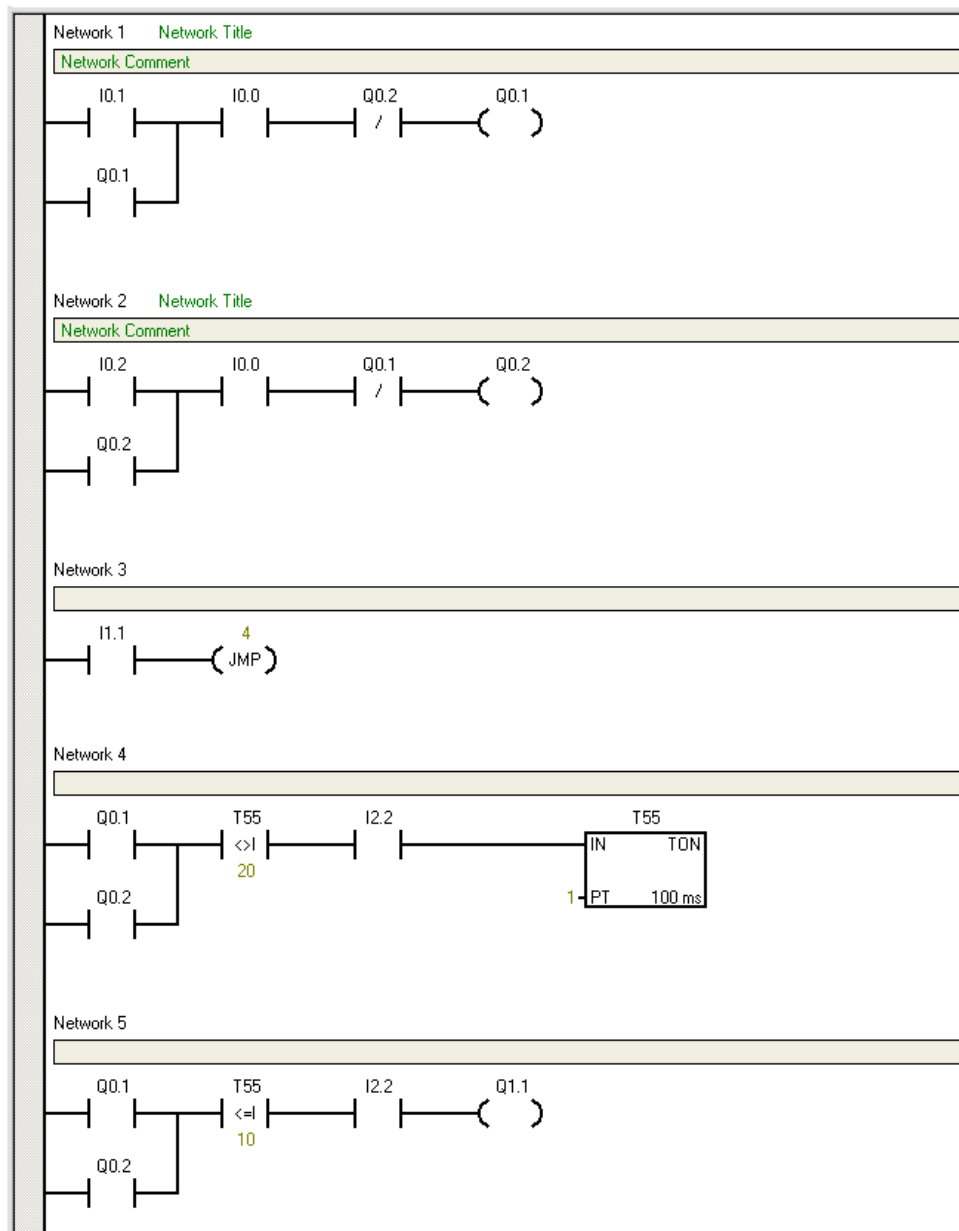 Network 1 Network Title
Network Comment
I0.1 I0.0 Q0.2 Q0.1
/
Q0.1
Network 2 Network Title
Network Comment
I0.2 I0.0 Q0.1 Q0.2
/
Q0.2
Network 3
I1.1 4
JMP
Network 4
Q0.1 T55 I2.2 T55
<>I IN TON
20
Q0.2 1 PT 100 ms
Network 5
Q0.1 T55 I2.2 Q1.1
<=I
10
Q0.2